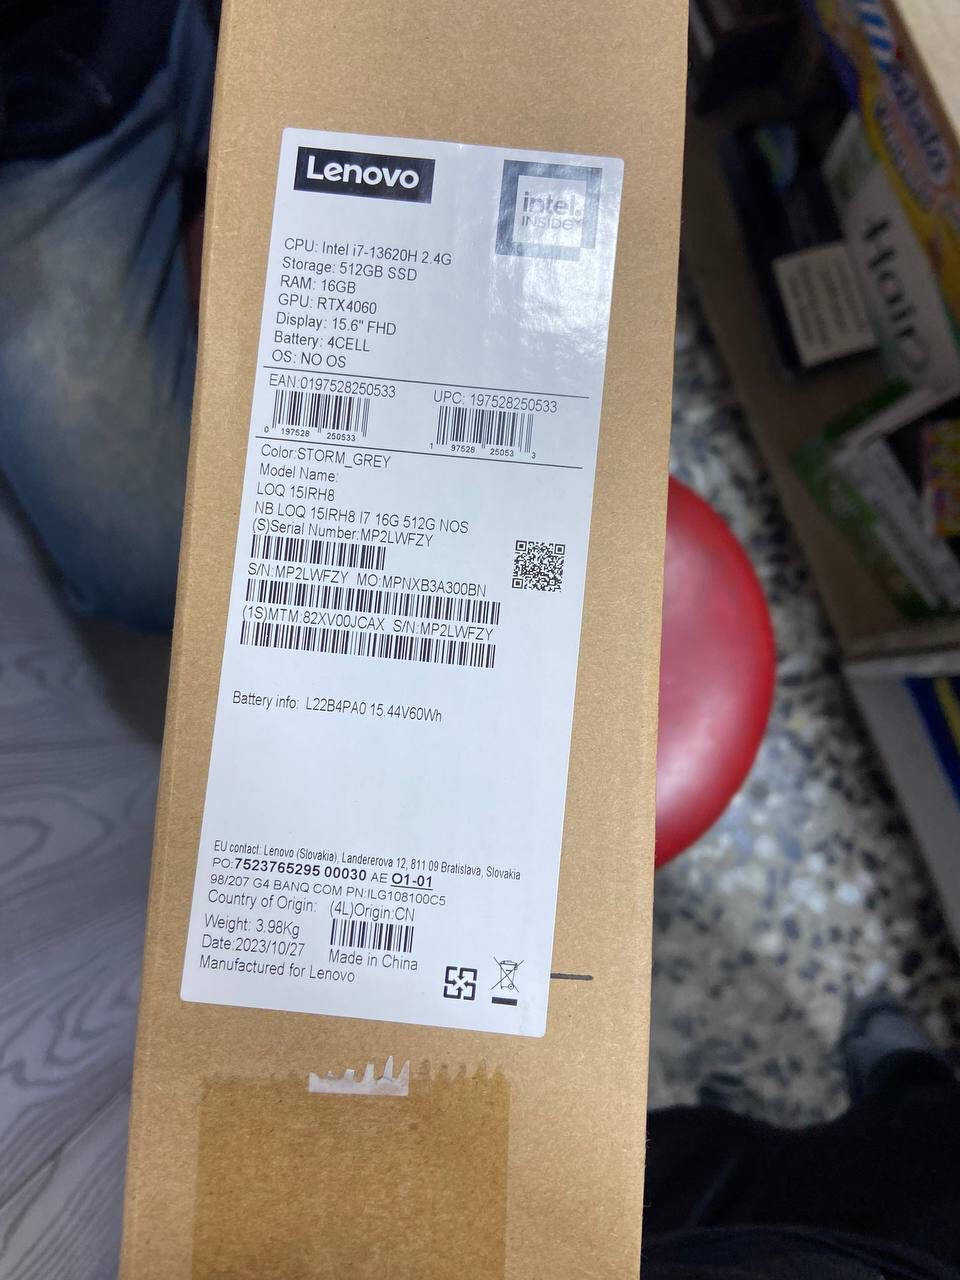 Lenovo
intel.
INSIDE
CPU: Intel i7-13620H 2.4G
Storage: 512GB SSD
RAM: 16GB
GPU: RTX4060
Display: 15.6" FHD
Battery: 4CELL
OS: NO OS
EAN:0197528250533
UPC: 197528250533
0 197528 250533
1 97528 25053 3
Color:STORM_GREY
Model Name:
LOQ 15IRH8
NB LOQ 15IRH8 I7 16G 512G NOS
(S)Serial Number:MP2LWFZY
S/N:MP2LWFZY MO:MPNXB3A300BN
(1S)MTM:82XV00JCAX S/N:MP2LWFZY
Battery info: L22B4PA0 15.44V60Wh
EU contact: Lenovo (Slovakia), Landererova 12, 811 09 Bratislava, Slovakia
PO:7523765295 00030 AE O1-01
98/207 G4 BANQ COM PN:ILG108100C5
Country of Origin: (4L)Origin:CN
Weight: 3.98Kg
Date:2023/10/27 Made in China
Manufactured for Lenovo
Hair